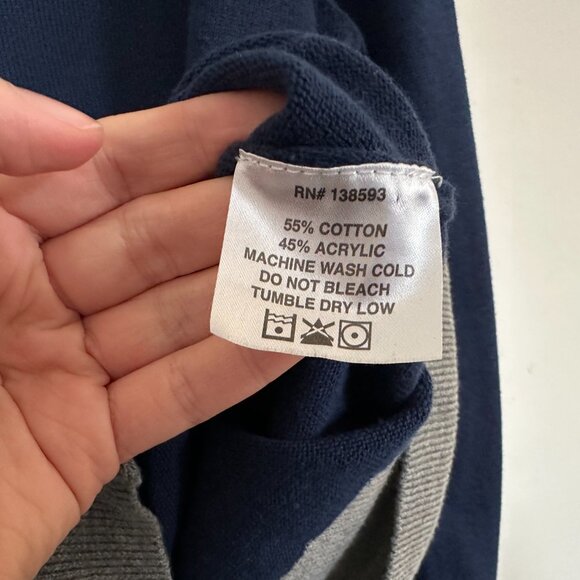 RN# 138593
55% COTTON
45% ACRYLIC
MACHINE WASH COLD
DO NOT BLEACH
TUMBLE DRY LOW